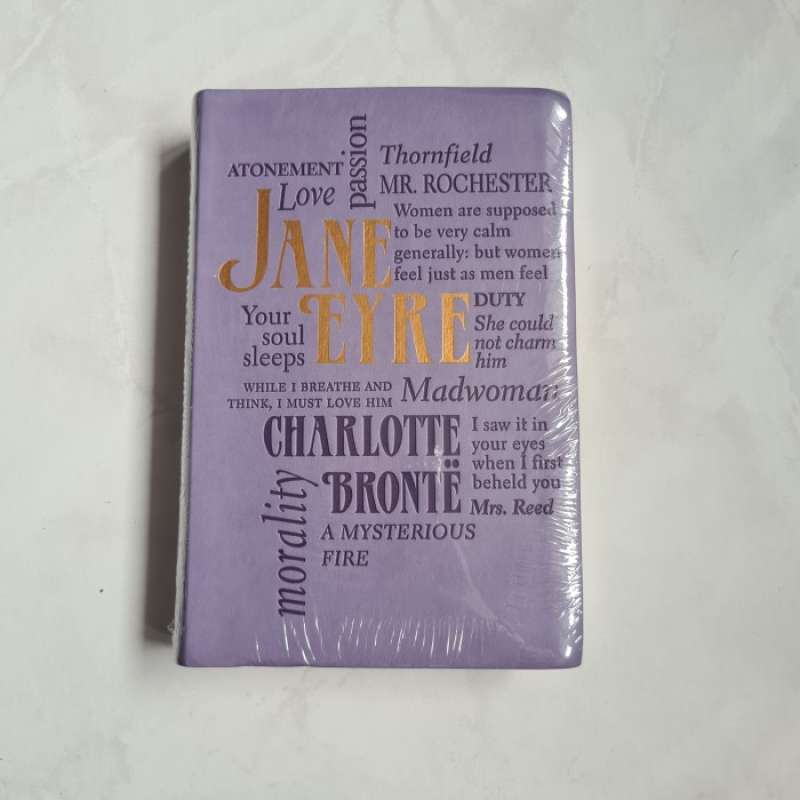 ATONEMENT
Love
passion
Thornfield
MR. ROCHESTER
Women are supposed
to be very calm
generally: but women
feel just as men feel
JANE
EYRE
DUTY
She could
not charm
him
Your
soul
sleeps
WHILE I BREATHE AND
THINK, I MUST LOVE HIM
Madwoman
CHARLOTTE
BRONTË
I saw it in
your eyes
when I first
beheld you
Mrs. Reed
morality
A MYSTERIOUS
FIRE